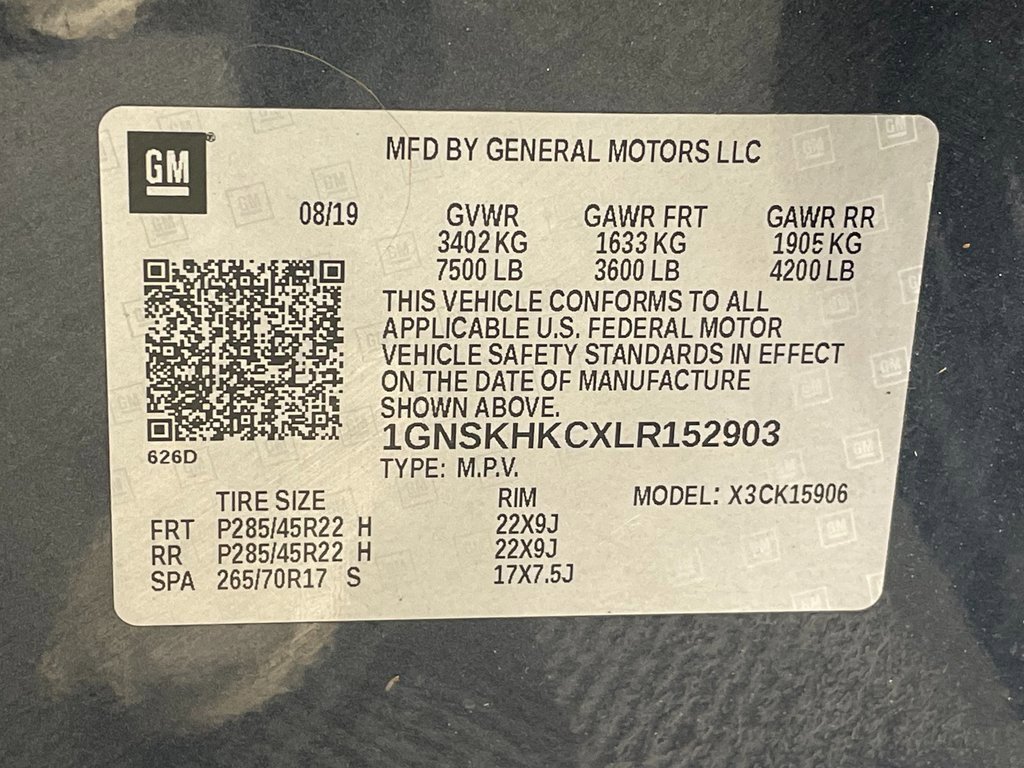 GM
MFD BY GENERAL MOTORS LLC
08/19 GVWR GAWR FRT GAWR RR
3402 KG 1633 KG 1905 KG
7500 LB 3600 LB 4200 LB
THIS VEHICLE CONFORMS TO ALL
APPLICABLE U.S. FEDERAL MOTOR
VEHICLE SAFETY STANDARDS IN EFFECT
ON THE DATE OF MANUFACTURE
SHOWN ABOVE.
1GNSKHKCXLR152903
626D
TYPE: M.P.V.
TIRE SIZE RIM MODEL: X3CK15906
FRT P285/45R22 H 22X9J
RR P285/45R22 H 22X9J
SPA 265/70R17 S 17X7.5J